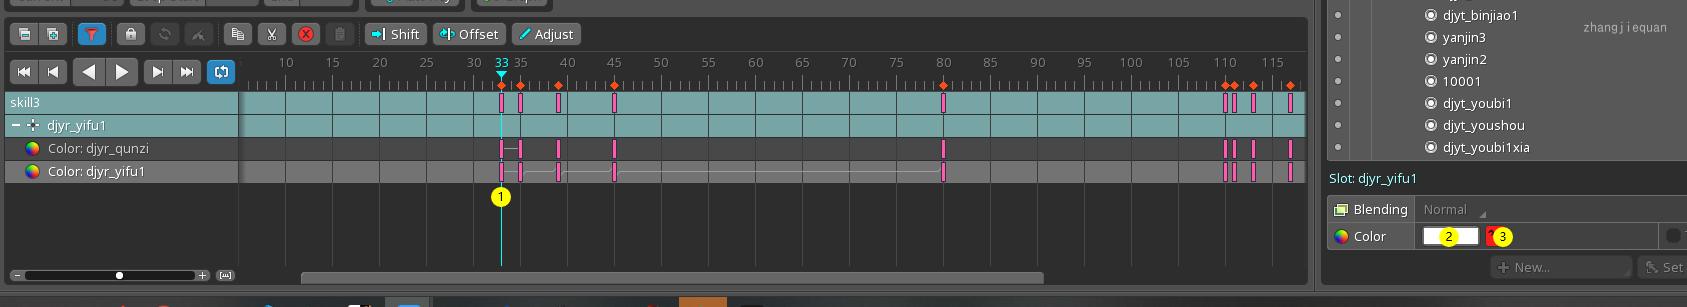 Shift
Offset
Adjust
10 15 20 25 30 33 35 40 45 50 55 60 65 70 75 80 85 90 95 100 105 110 115
skill3
djyr_yifu1
Color: djyr_qunzi
Color: djyr_yifu1
1
djyt_binjiao1
zhangjiequan
yanjin3
yanjin2
10001
djyt_youbi1
djyt_youshou
djyt_youbi1xia
Slot: djyr_yifu1
Blending Normal
Color 2 3
New...
Set